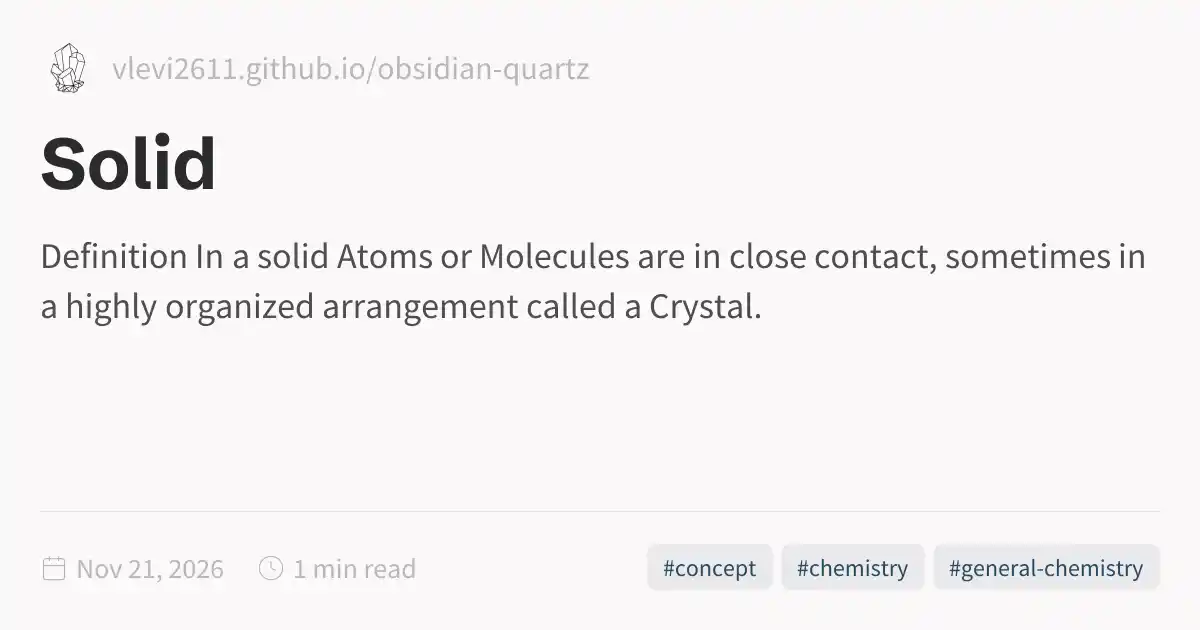 vlevi2611.github.io/obsidian-quartz
Solid
Definition In a solid Atoms or Molecules are in close contact, sometimes in
a highly organized arrangement called a Crystal.
Nov 21, 2026 1 min read #concept #chemistry #general-chemistry